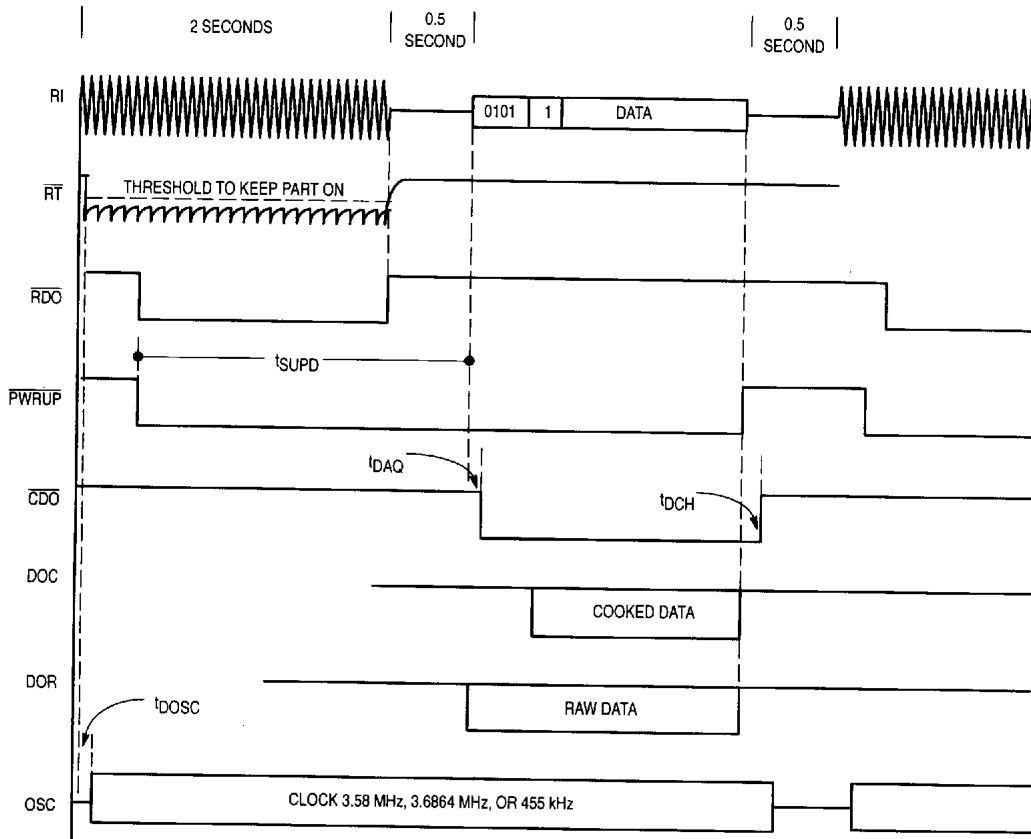 2 SECONDS
0.5
SECOND
0.5
SECOND
RI
0101
1
DATA
RT
THRESHOLD TO KEEP PART ON
RDO
tSUPD
PWRUP
tDAQ
CDO
tDCH
DOC
COOKED DATA
DOR
RAW DATA
tDOSC
OSC
CLOCK 3.58 MHz, 3.6864 MHz, OR 455 kHz